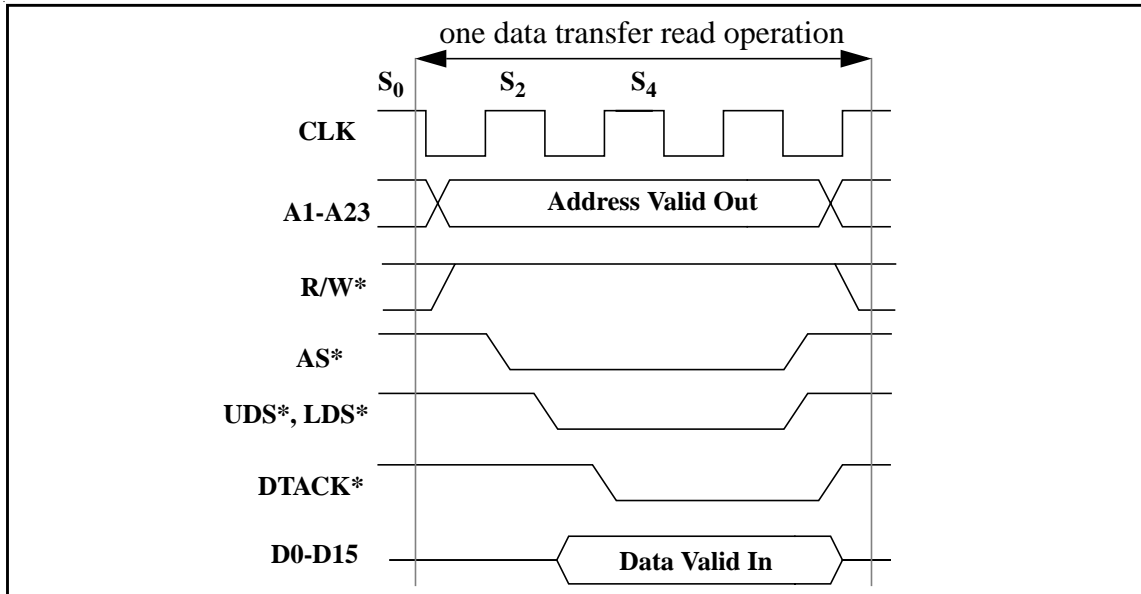 one data transfer read operation
S0 S2 S4
CLK
A1-A23 Address Valid Out
R/W*
AS*
UDS*, LDS*
DTACK*
D0-D15 Data Valid In